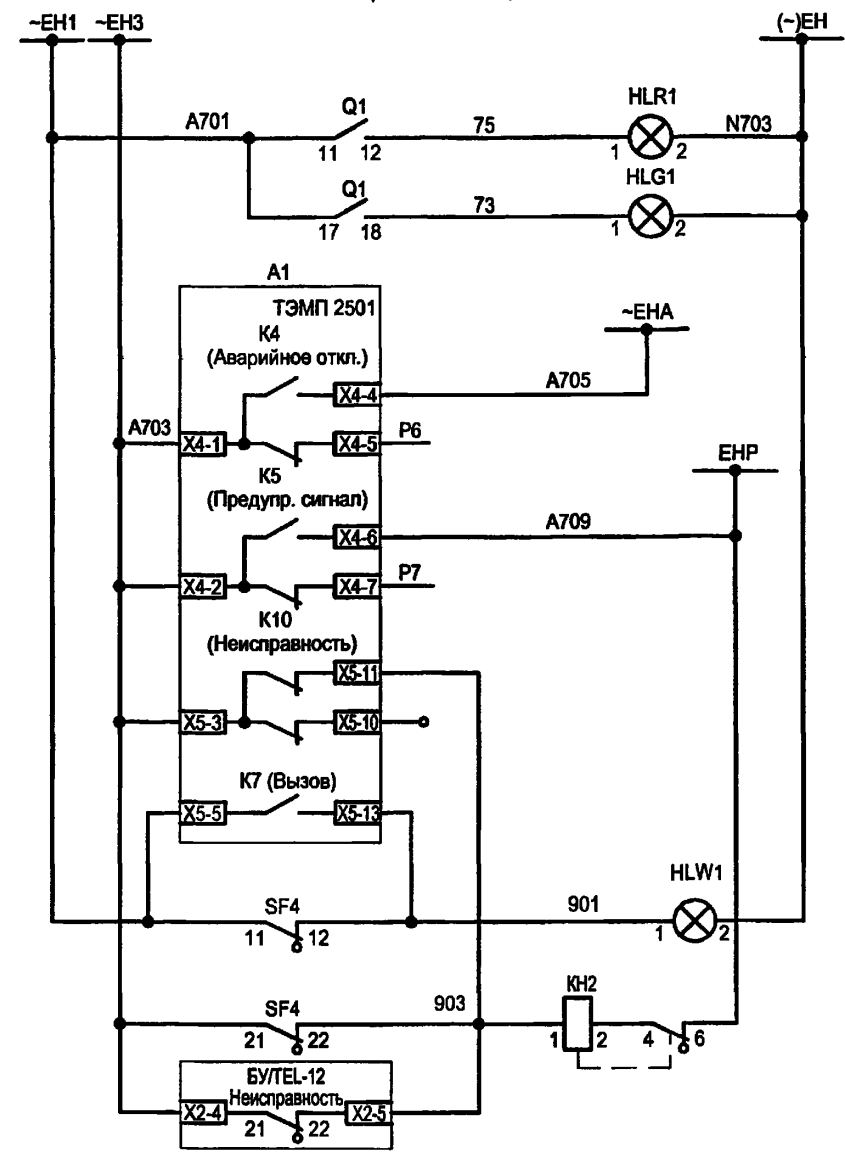 ~EH1 ~EH3 (~)EH
HLR1
A701 Q1 75 N703
11 12 1 2
HLG1
Q1 73
17 18 1 2
A1
ТЭМП 2501
K4
(Аварийное откл.)
~EHA
X4-4 A705
A703 X4-1 X4-5 P6
K5
(Предупр. сигнал)
EHP
X4-6 A709
X4-2 X4-7 P7
K10
(Неисправность)
X5-11
X5-3 X5-10
K7 (Вызов)
X5-5 X5-13
HLW1
SF4 901
11 12 1 2
KH2
SF4 903
21 22 1 2 4 6
БУ/TEL-12
Неисправность
X2-4 X2-5
21 22